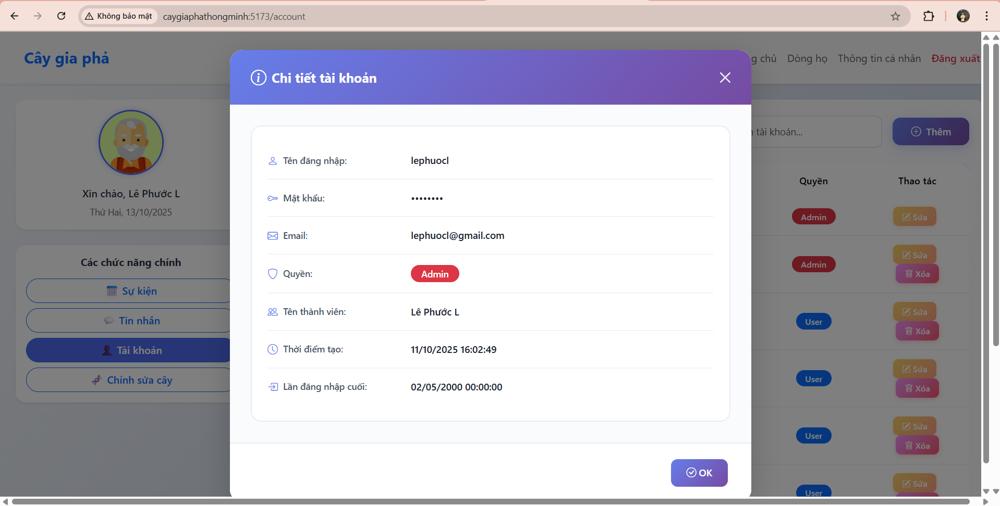 Không bảo mật
caygiaphathongminh:5173/account
Cây gia phả
g chủ
Dòng họ
Thông tin cá nhân
Đăng xuất
Chi tiết tài khoản
Xin chào, Lê Phước L
Thứ Hai, 13/10/2025
Các chức năng chính
Sự kiện
Tin nhắn
Tài khoản
Chỉnh sửa cây
Tên đăng nhập: lephuocl
Mật khẩu: ••••••••
Email: lephuocl@gmail.com
Quyền: Admin
Tên thành viên: Lê Phước L
Thời điểm tạo: 11/10/2025 16:02:49
Lần đăng nhập cuối: 02/05/2000 00:00:00
OK
tài khoản...
Thêm
Quyền Thao tác
Admin Sửa
Admin Sửa
Xóa
User Sửa
Xóa
User Sửa
Xóa
User Sửa
Xóa
User Sửa